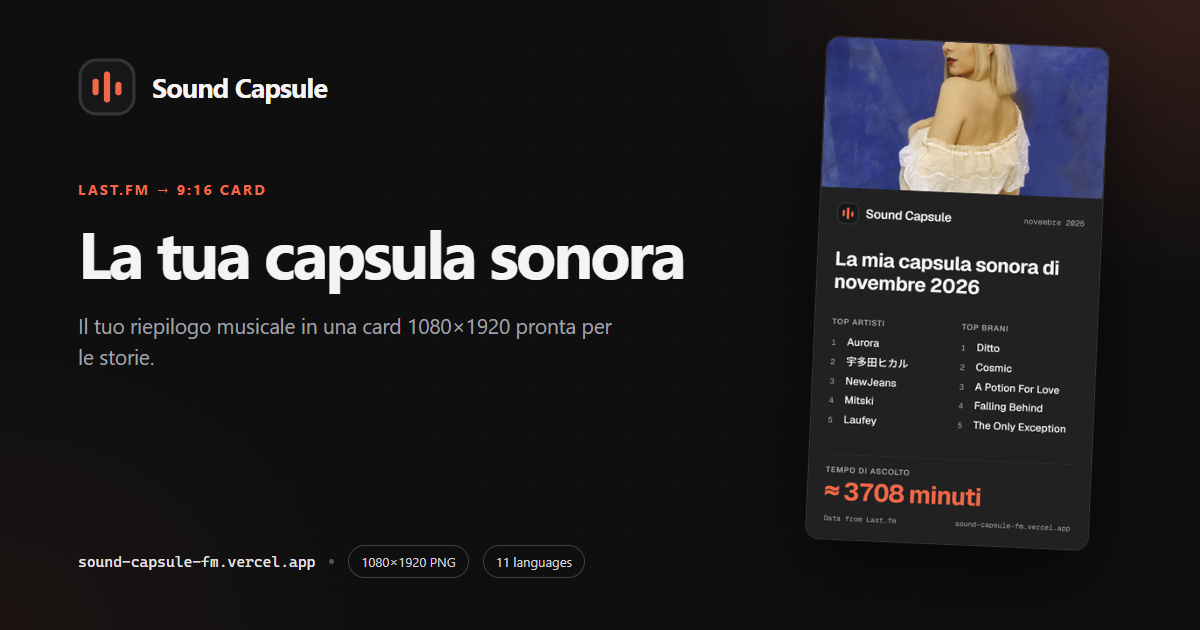 Sound Capsule
LAST.FM → 9:16 CARD
La tua capsula sonora
Il tuo riepilogo musicale in una card 1080×1920 pronta per
le storie.
sound-capsule-fm.vercel.app
1080×1920 PNG
11 languages
Sound Capsule
novembre 2026
La mia capsula sonora di
novembre 2026
TOP ARTISTI
1 Aurora
2 宇多田ヒカル
3 NewJeans
4 Mitski
5 Laufey
TOP BRANI
1 Ditto
2 Cosmic
3 A Potion For Love
4 Falling Behind
5 The Only Exception
TEMPO DI ASCOLTO
≈ 3708 minuti
Data from Last.fm
sound-capsule-fm.vercel.app